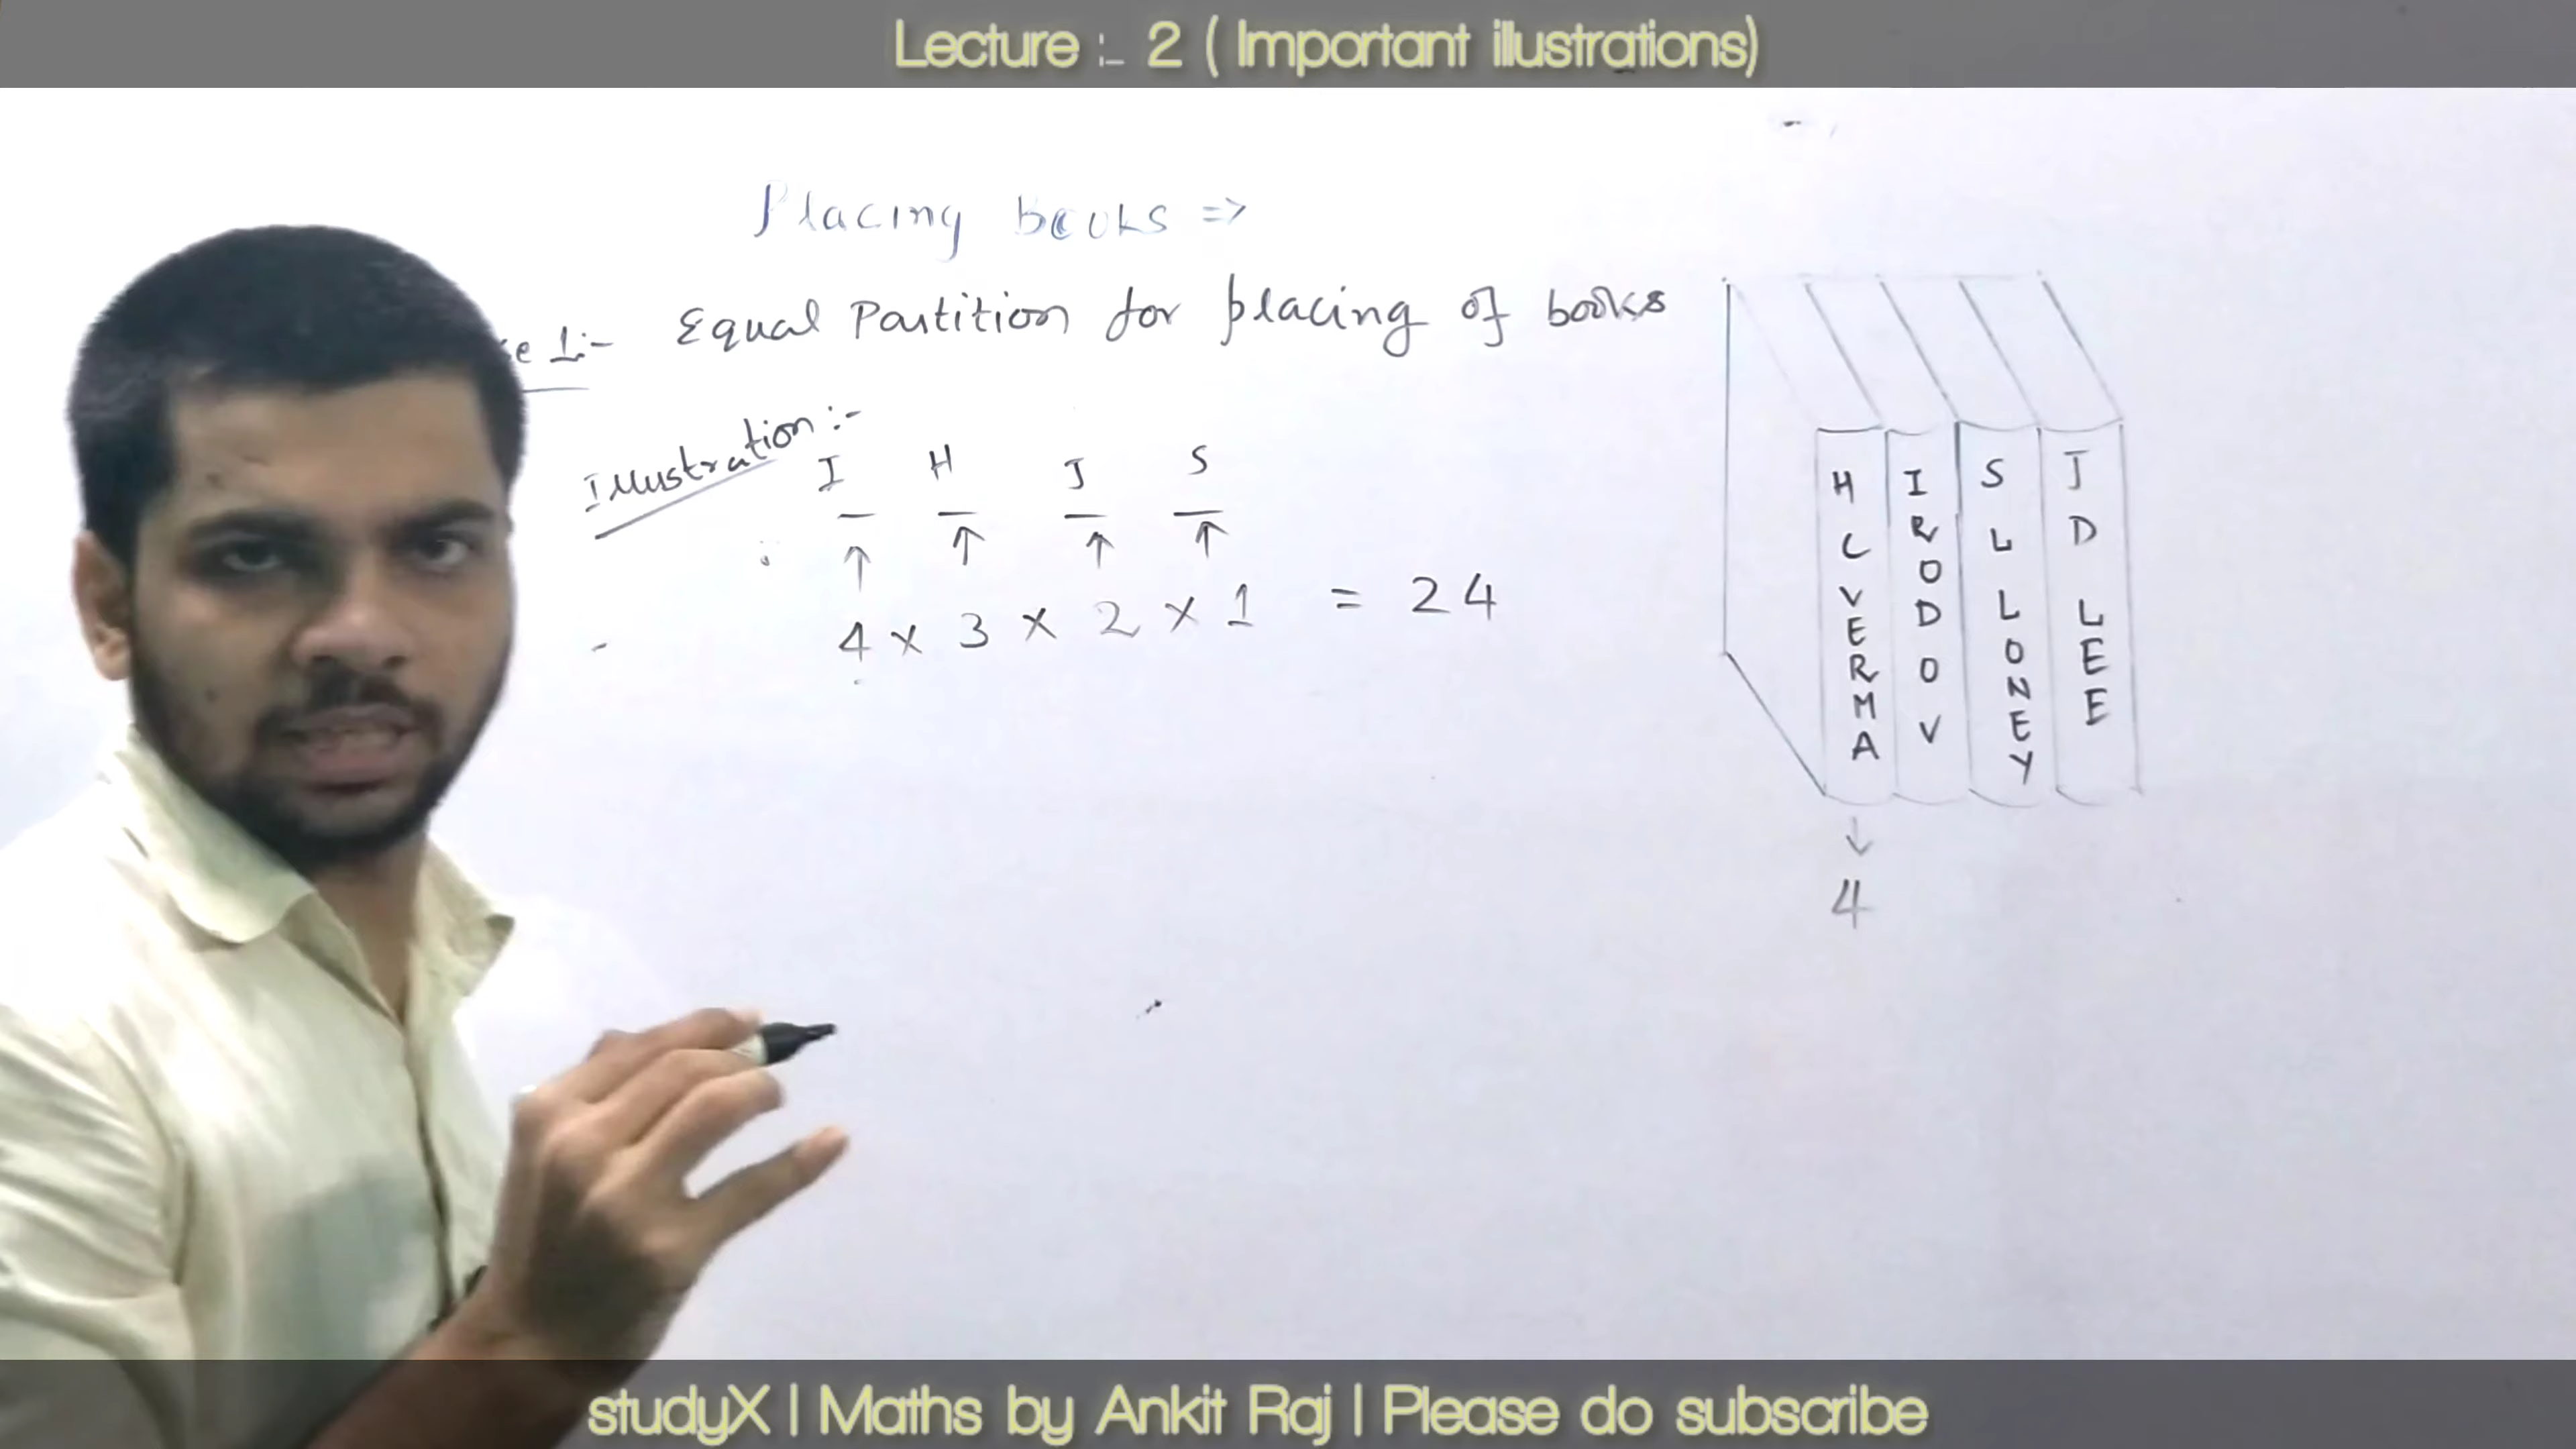 Lecture :- 2 ( Important illustrations)
Placing books =>
e 1:- Equal Partition for placing of books
Illustration :-
I H J S
4 x 3 x 2 x 1 = 24
H C VERMA
IRODOV
S L LONEY
J D LEE
4
studyX | Maths by Ankit Raj | Please do subscribe